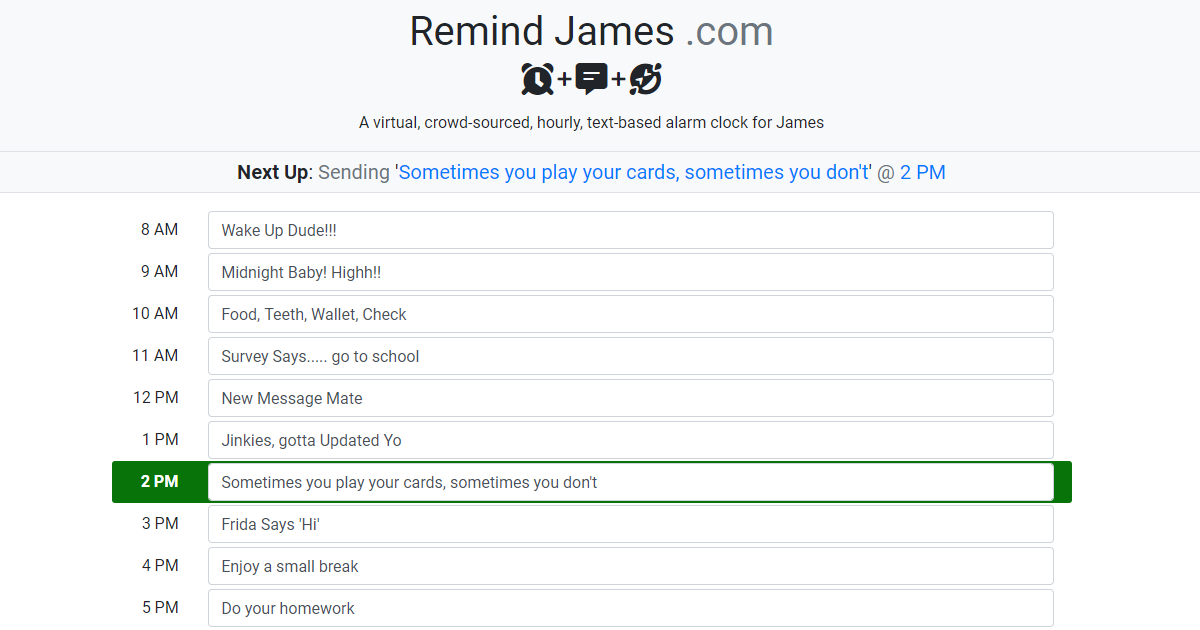 Remind James .com
+ +
A virtual, crowd-sourced, hourly, text-based alarm clock for James
Next Up: Sending 'Sometimes you play your cards, sometimes you don't' @ 2 PM
8 AM Wake Up Dude!!!
9 AM Midnight Baby! Highh!!
10 AM Food, Teeth, Wallet, Check
11 AM Survey Says..... go to school
12 PM New Message Mate
1 PM Jinkies, gotta Updated Yo
2 PM Sometimes you play your cards, sometimes you don't
3 PM Frida Says 'Hi'
4 PM Enjoy a small break
5 PM Do your homework